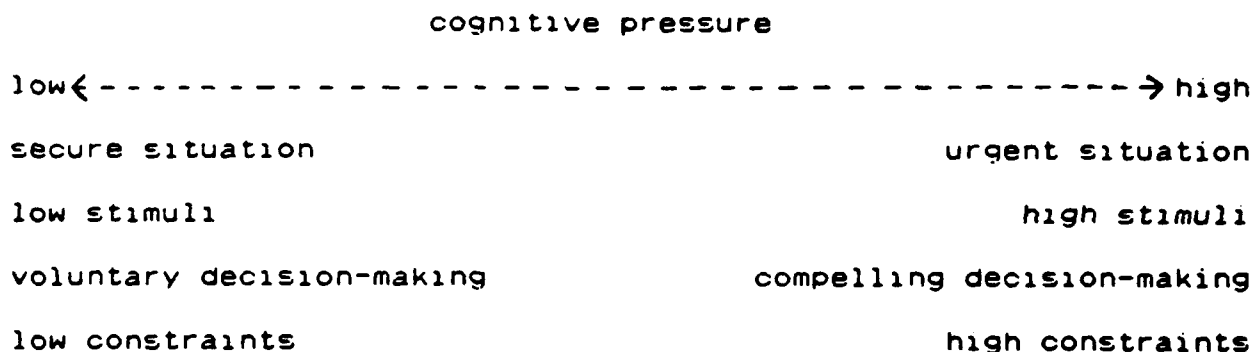 cognitive pressure
low <- - - - - - - - - - - - - - - - - - - - - - - - - - - - - - - - -> high
secure situation urgent situation
low stimuli high stimuli
voluntary decision-making compelling decision-making
low constraints high constraints